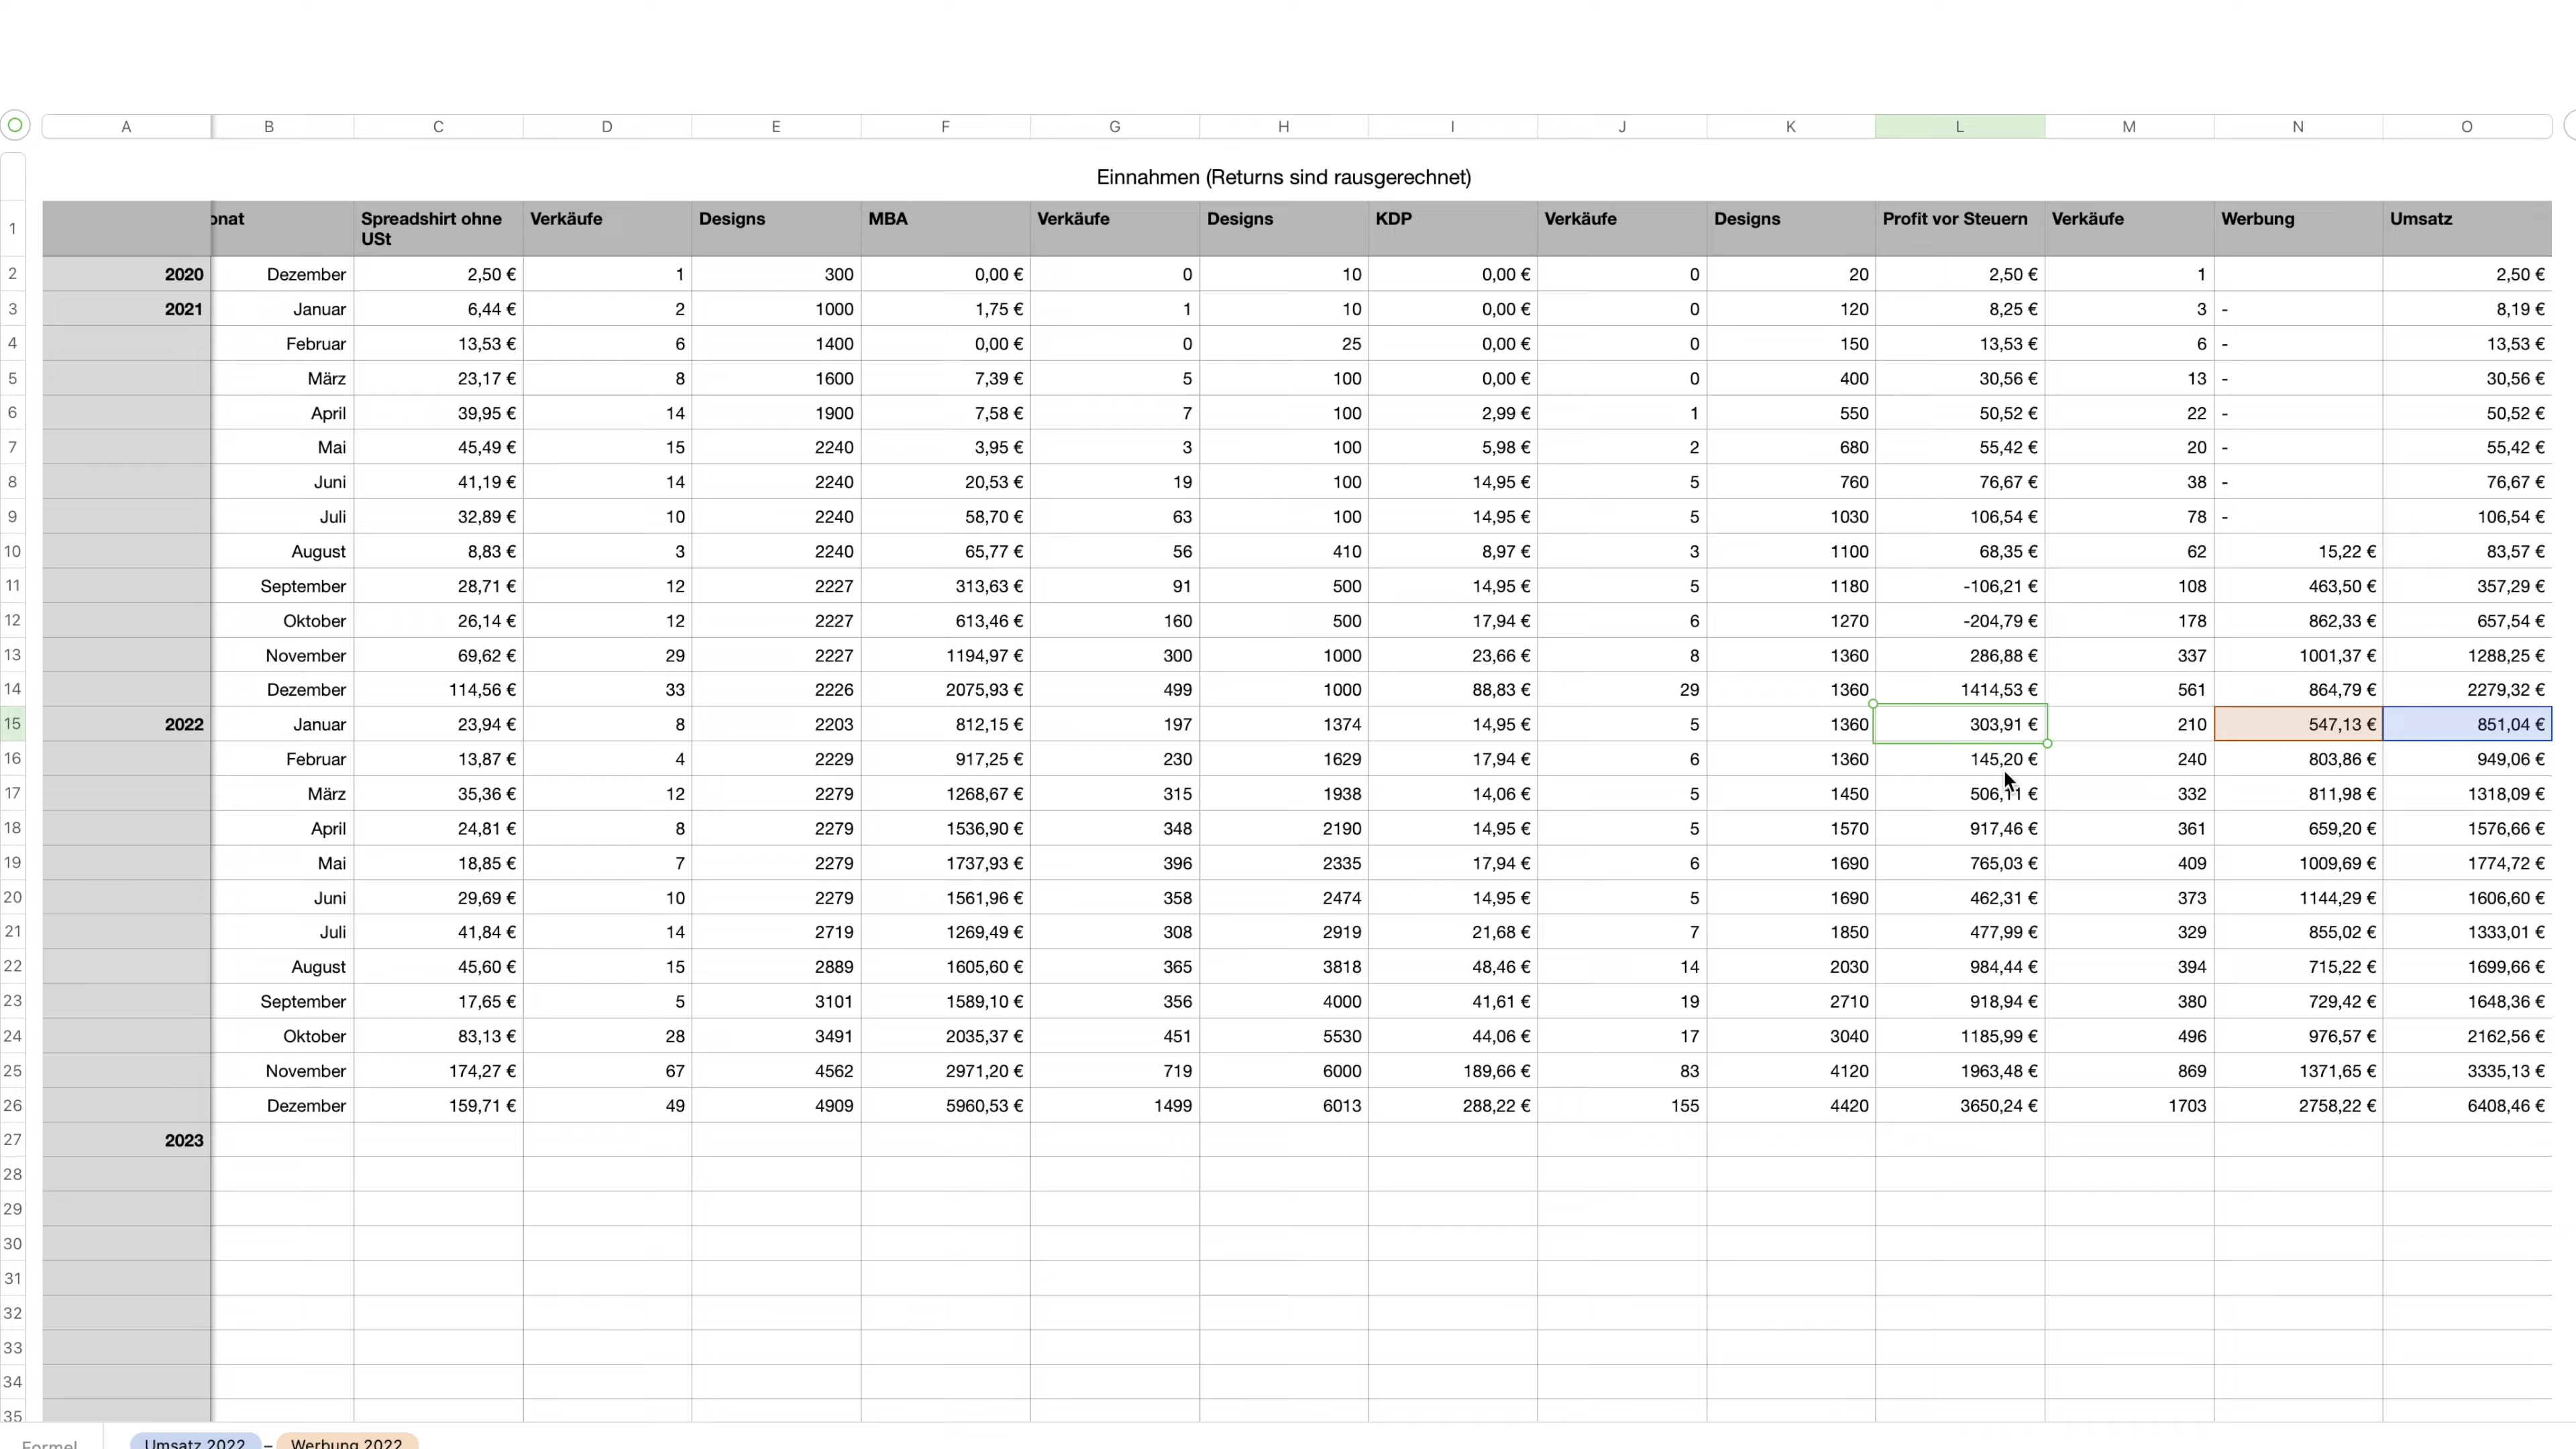 A B C D E F G H I J K L M N O
Einnahmen (Returns sind rausgerechnet)
1 onat Spreadshirt ohne USt Verkäufe Designs MBA Verkäufe Designs KDP Verkäufe Designs Profit vor Steuern Verkäufe Werbung Umsatz
2 2020 Dezember 2,50 € 1 300 0,00 € 0 10 0,00 € 0 20 2,50 € 1 2,50 €
3 2021 Januar 6,44 € 2 1000 1,75 € 1 10 0,00 € 0 120 8,25 € 3 - 8,19 €
4 Februar 13,53 € 6 1400 0,00 € 0 25 0,00 € 0 150 13,53 € 6 - 13,53 €
5 März 23,17 € 8 1600 7,39 € 5 100 0,00 € 0 400 30,56 € 13 - 30,56 €
6 April 39,95 € 14 1900 7,58 € 7 100 2,99 € 1 550 50,52 € 22 - 50,52 €
7 Mai 45,49 € 15 2240 3,95 € 3 100 5,98 € 2 680 55,42 € 20 - 55,42 €
8 Juni 41,19 € 14 2240 20,53 € 19 100 14,95 € 5 760 76,67 € 38 - 76,67 €
9 Juli 32,89 € 10 2240 58,70 € 63 100 14,95 € 5 1030 106,54 € 78 - 106,54 €
10 August 8,83 € 3 2240 65,77 € 56 410 8,97 € 3 1100 68,35 € 62 15,22 € 83,57 €
11 September 28,71 € 12 2227 313,63 € 91 500 14,95 € 5 1180 -106,21 € 108 463,50 € 357,29 €
12 Oktober 26,14 € 12 2227 613,46 € 160 500 17,94 € 6 1270 -204,79 € 178 862,33 € 657,54 €
13 November 69,62 € 29 2227 1194,97 € 300 1000 23,66 € 8 1360 286,88 € 337 1001,37 € 1288,25 €
14 Dezember 114,56 € 33 2226 2075,93 € 499 1000 88,83 € 29 1360 1414,53 € 561 864,79 € 2279,32 €
15 2022 Januar 23,94 € 8 2203 812,15 € 197 1374 14,95 € 5 1360 303,91 € 210 547,13 € 851,04 €
16 Februar 13,87 € 4 2229 917,25 € 230 1629 17,94 € 6 1360 145,20 € 240 803,86 € 949,06 €
17 März 35,36 € 12 2279 1268,67 € 315 1938 14,06 € 5 1450 506,11 € 332 811,98 € 1318,09 €
18 April 24,81 € 8 2279 1536,90 € 348 2190 14,95 € 5 1570 917,46 € 361 659,20 € 1576,66 €
19 Mai 18,85 € 7 2279 1737,93 € 396 2335 17,94 € 6 1690 765,03 € 409 1009,69 € 1774,72 €
20 Juni 29,69 € 10 2279 1561,96 € 358 2474 14,95 € 5 1690 462,31 € 373 1144,29 € 1606,60 €
21 Juli 41,84 € 14 2719 1269,49 € 308 2919 21,68 € 7 1850 477,99 € 329 855,02 € 1333,01 €
22 August 45,60 € 15 2889 1605,60 € 365 3818 48,46 € 14 2030 984,44 € 394 715,22 € 1699,66 €
23 September 17,65 € 5 3101 1589,10 € 356 4000 41,61 € 19 2710 918,94 € 380 729,42 € 1648,36 €
24 Oktober 83,13 € 28 3491 2035,37 € 451 5530 44,06 € 17 3040 1185,99 € 496 976,57 € 2162,56 €
25 November 174,27 € 67 4562 2971,20 € 719 6000 189,66 € 83 4120 1963,48 € 869 1371,65 € 3335,13 €
26 Dezember 159,71 € 49 4909 5960,53 € 1499 6013 288,22 € 155 4420 3650,24 € 1703 2758,22 € 6408,46 €
27 2023
28
29
30
31
32
33
34
35
Formel Umsatz 2022 – Werbung 2022